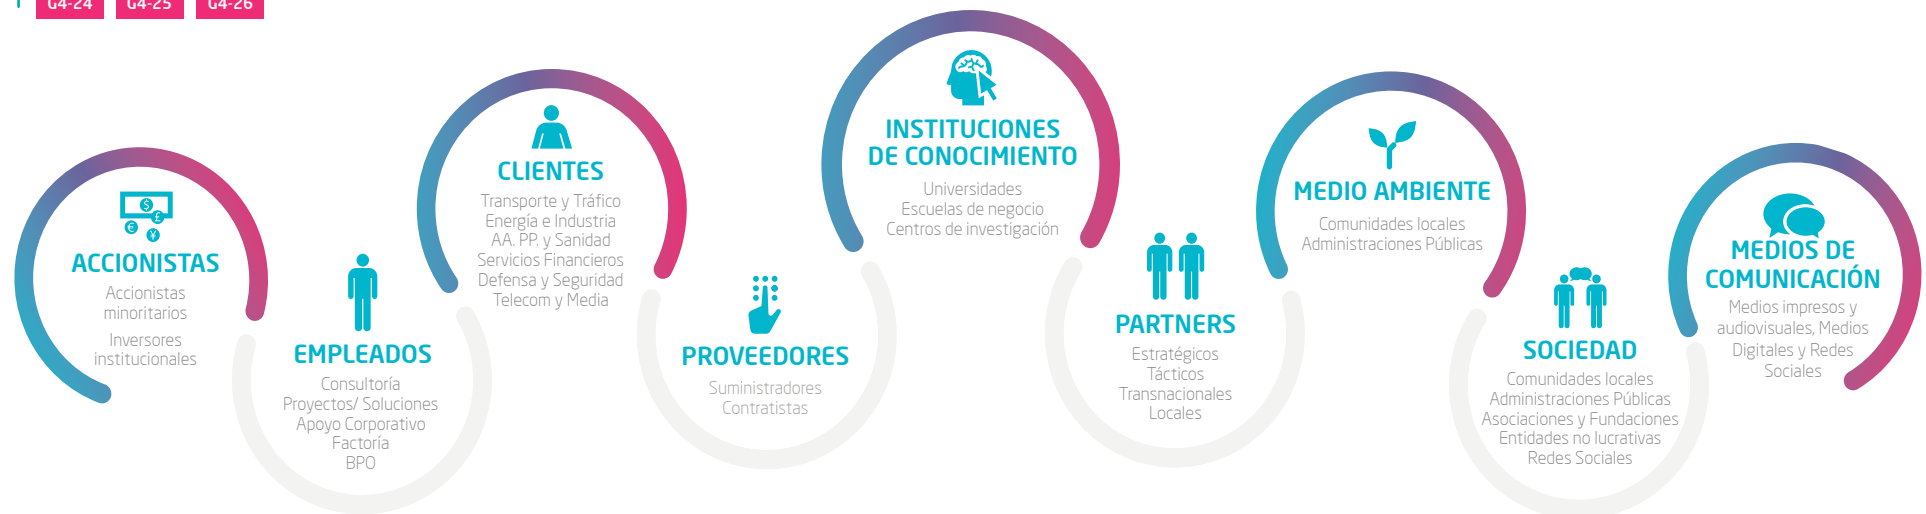 G4-24 G4-25 G4-26
ACCIONISTAS
Accionistas
minoritarios
Inversores
institucionales
EMPLEADOS
Consultoría
Proyectos/ Soluciones
Apoyo Corporativo
Factoría
BPO
CLIENTES
Transporte y Tráfico
Energía e Industria
AA. PP. y Sanidad
Servicios Financieros
Defensa y Seguridad
Telecom y Media
PROVEEDORES
Suministradores
Contratistas
INSTITUCIONES
DE CONOCIMIENTO
Universidades
Escuelas de negocio
Centros de investigación
PARTNERS
Estratégicos
Tácticos
Transnacionales
Locales
MEDIO AMBIENTE
Comunidades locales
Administraciones Públicas
SOCIEDAD
Comunidades locales
Administraciones Públicas
Asociaciones y Fundaciones
Entidades no lucrativas
Redes Sociales
MEDIOS DE
COMUNICACIÓN
Medios impresos y
audiovisuales, Medios
Digitales y Redes
Sociales